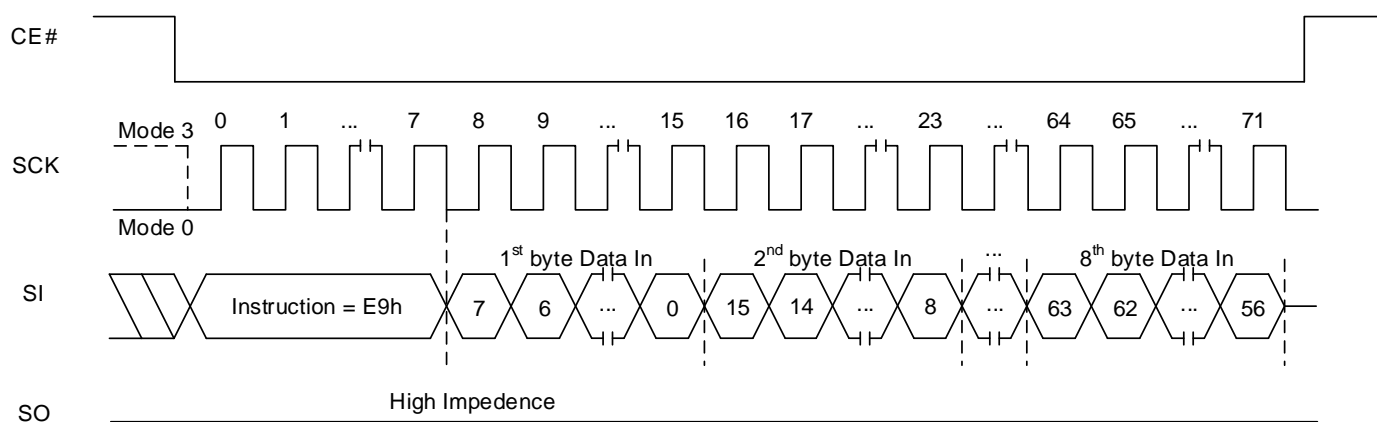 CE#
0 1 ... 7 8 9 ... 15 16 17 ... 23 ... 64 65 ... 71
Mode 3
SCK
Mode 0
1st byte Data In 2nd byte Data In ... 8th byte Data In
SI Instruction = E9h 7 6 ... 0 15 14 ... 8 ... 63 62 ... 56
High Impedence
SO